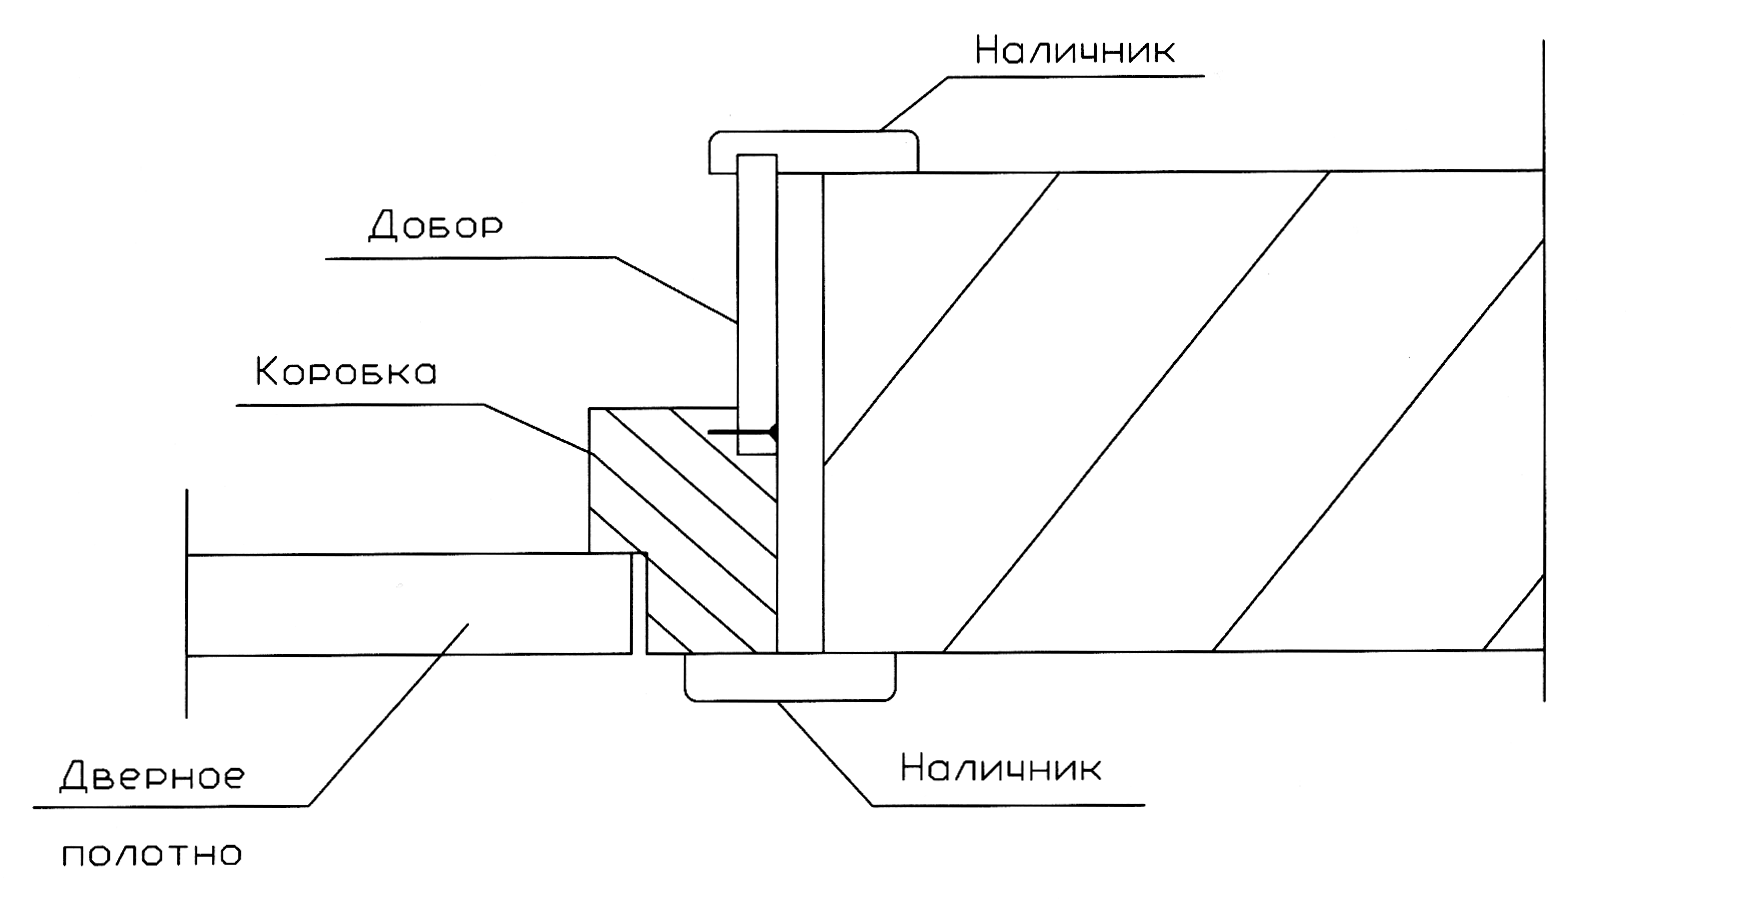 Наличник
Добор
Коробка
Наличник
Дверное
полотно